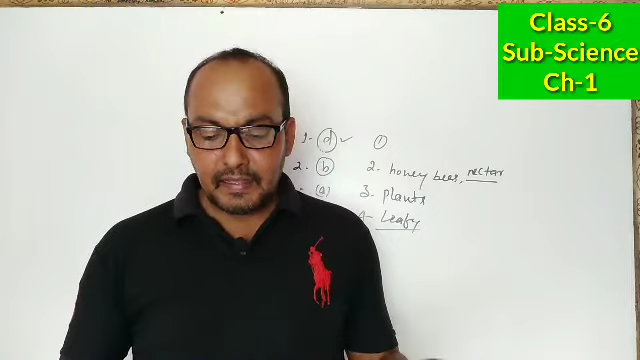 Class-6
Sub-Science
Ch-1
1- (d) ✓
2. (b)
(a)
①
2. honey bees, nectar
3. plants
4- Leafy